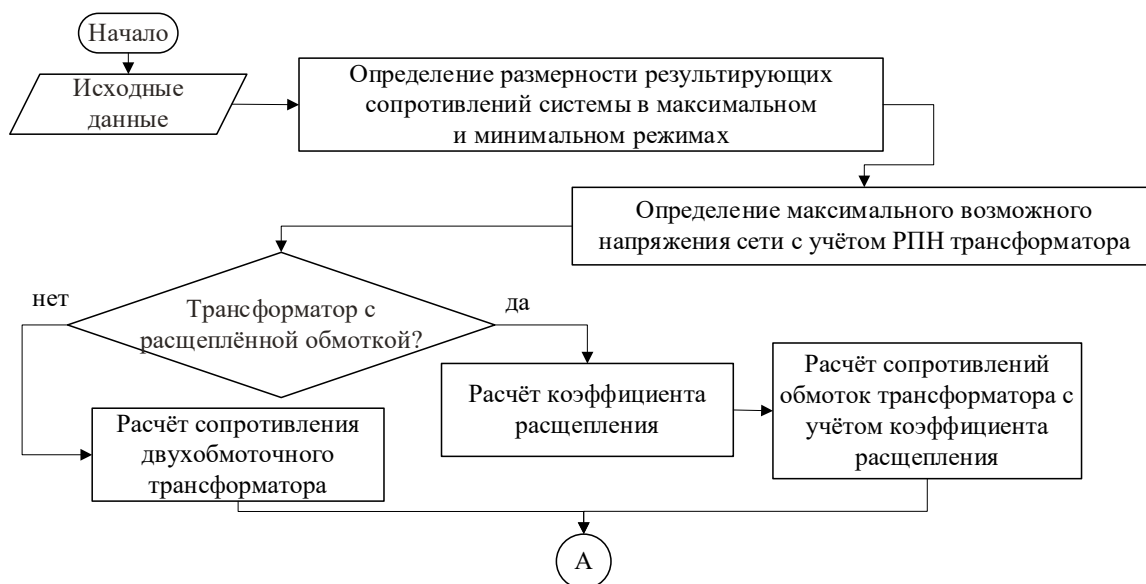 Начало
Исходные
данные
Определение размерности результирующих
сопротивлений системы в максимальном
и минимальном режимах
Определение максимального возможного
напряжения сети с учётом РПН трансформатора
нет
Трансформатор с
расщеплённой обмоткой?
да
Расчёт сопротивления
двухобмоточного
трансформатора
Расчёт коэффициента
расщепления
Расчёт сопротивлений
обмоток трансформатора с
учётом коэффициента
расщепления
А